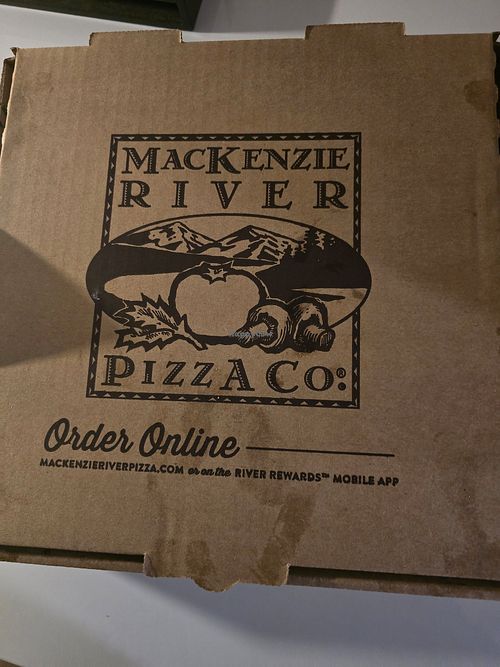 MACKENZIE
RIVER
PIZZA CO.®
Order Online
MACKENZIERIVERPIZZA.COM or on the RIVER REWARDS™ MOBILE APP